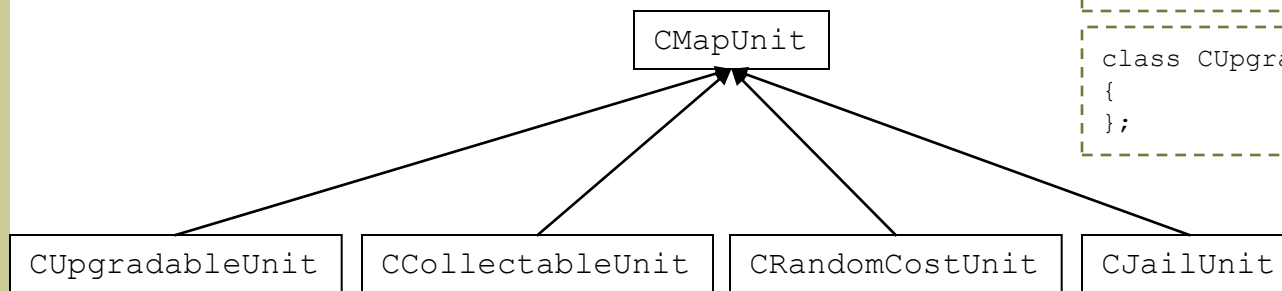 CMapUnit
class CUpgra
{
};
CUpgradableUnit
CCollectableUnit
CRandomCostUnit
CJailUnit